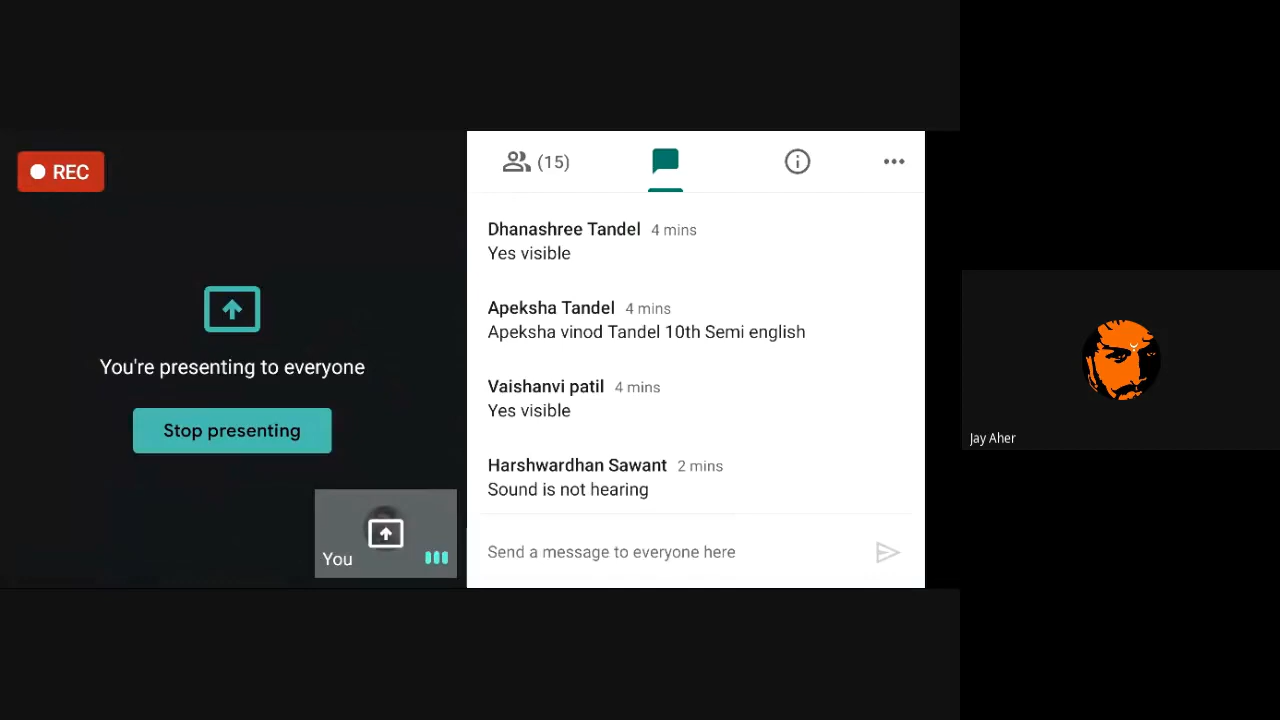 REC
You're presenting to everyone
Stop presenting
You
(15)
Dhanashree Tandel 4 mins
Yes visible
Apeksha Tandel 4 mins
Apeksha vinod Tandel 10th Semi english
Vaishanvi patil 4 mins
Yes visible
Harshwardhan Sawant 2 mins
Sound is not hearing
Send a message to everyone here
Jay Aher